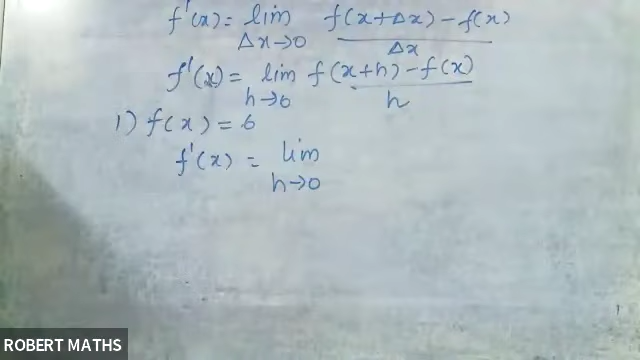 f'(x) = lim f(x+Δx) - f(x)
Δx→0 Δx
f'(x) = lim f(x+h) - f(x)
h→0 h
1) f(x) = 6
f'(x) = lim
h→0
ROBERT MATHS